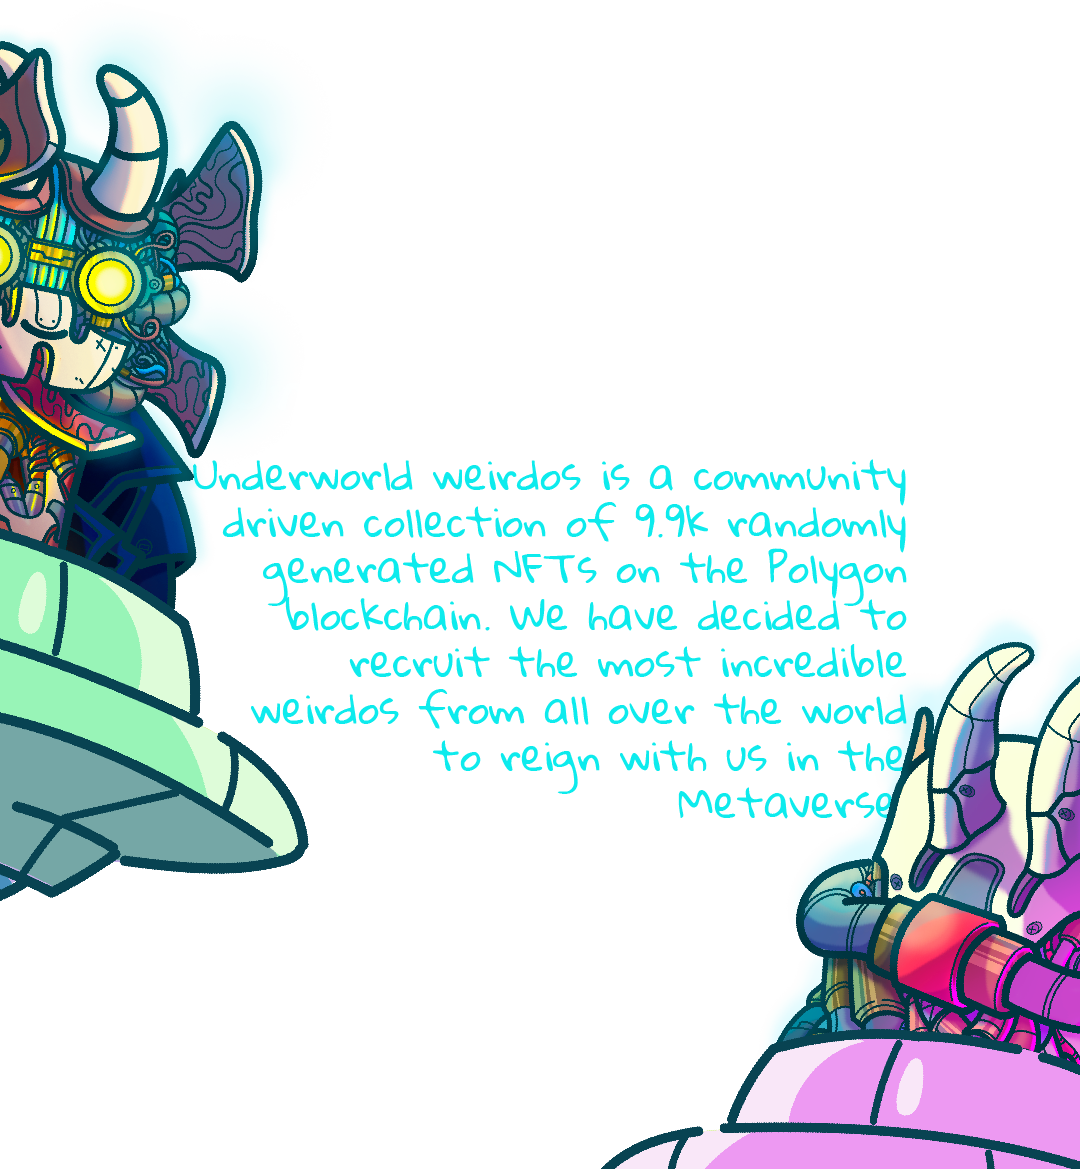 Underworld weirdos is a community
driven collection of 9.9k randomly
generated NFTs on the Polygon
blockchain. We have decided to
recruit the most incredible
weirdos from all over the world
to reign with us in the
Metaverse